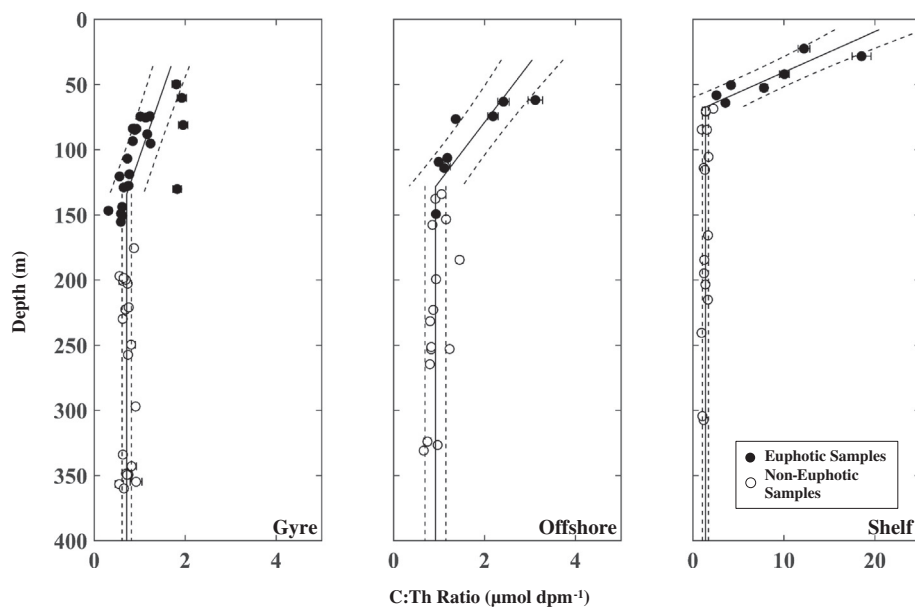 0
50
100
150
200
250
300
350
400
Depth (m)
0
2
4
Gyre
0
2
4
Offshore
0
10
20
Shelf
Euphotic Samples
Non-Euphotic
Samples
C:Th Ratio (µmol dpm-1)